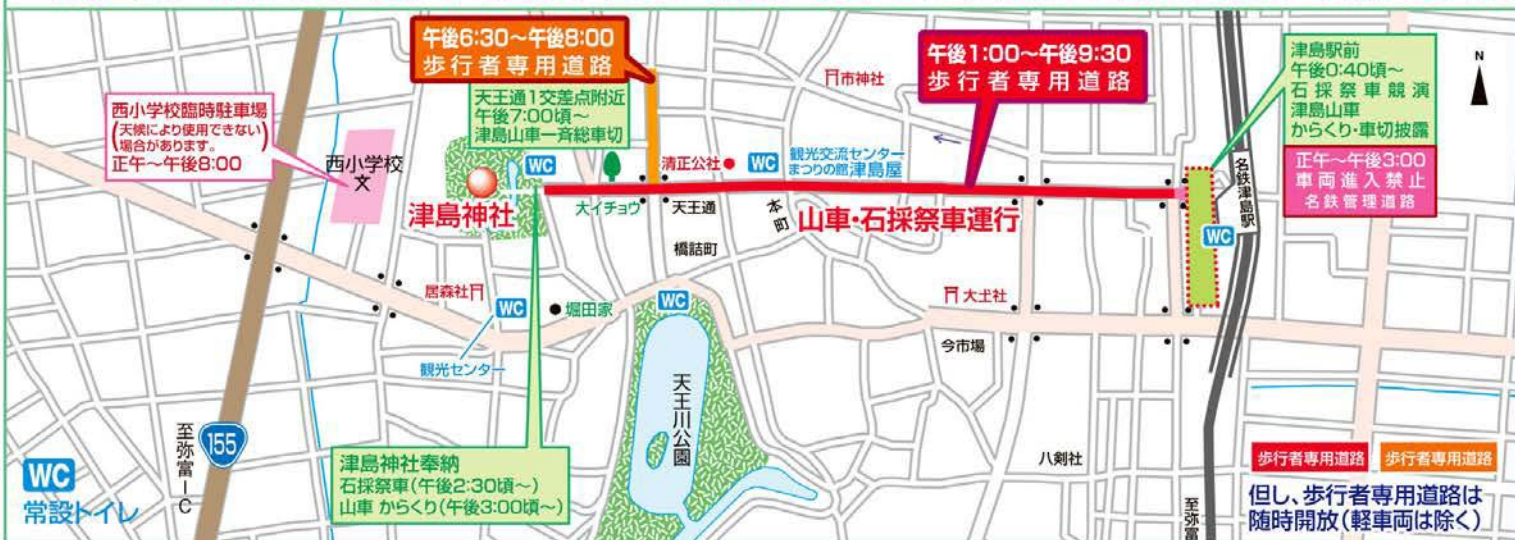 午後6:30~午後8:00
歩行者専用道路
天王通1交差点附近
午後7:00頃~
津島山車一斉総車切
午後1:00~午後9:30
歩行者専用道路
津島駅前
午後0:40頃~
石採祭車競演
津島山車
からくり・車切披露
正午~午後3:00
車両進入禁止
名鉄管理道路
N
西小学校臨時駐車場
(天候により使用できない
場合があります。)
正午~午後8:00
西小学校
文
WC
津島神社
大イチョウ
清正公社
WC
観光交流センター
まつりの館 津島屋
市神社
天王通
本町
山車・石採祭車運行
橋詰町
名鉄津島駅
WC
居森社
WC
堀田家
WC
大土社
今市場
観光センター
天王川公園
八剣社
155
至弥富IC
WC
常設トイレ
津島神社奉納
石採祭車(午後2:30頃~)
山車 からくり(午後3:00頃~)
至弥富
歩行者専用道路
歩行者専用道路
但し、歩行者専用道路は
随時開放(軽車両は除く)